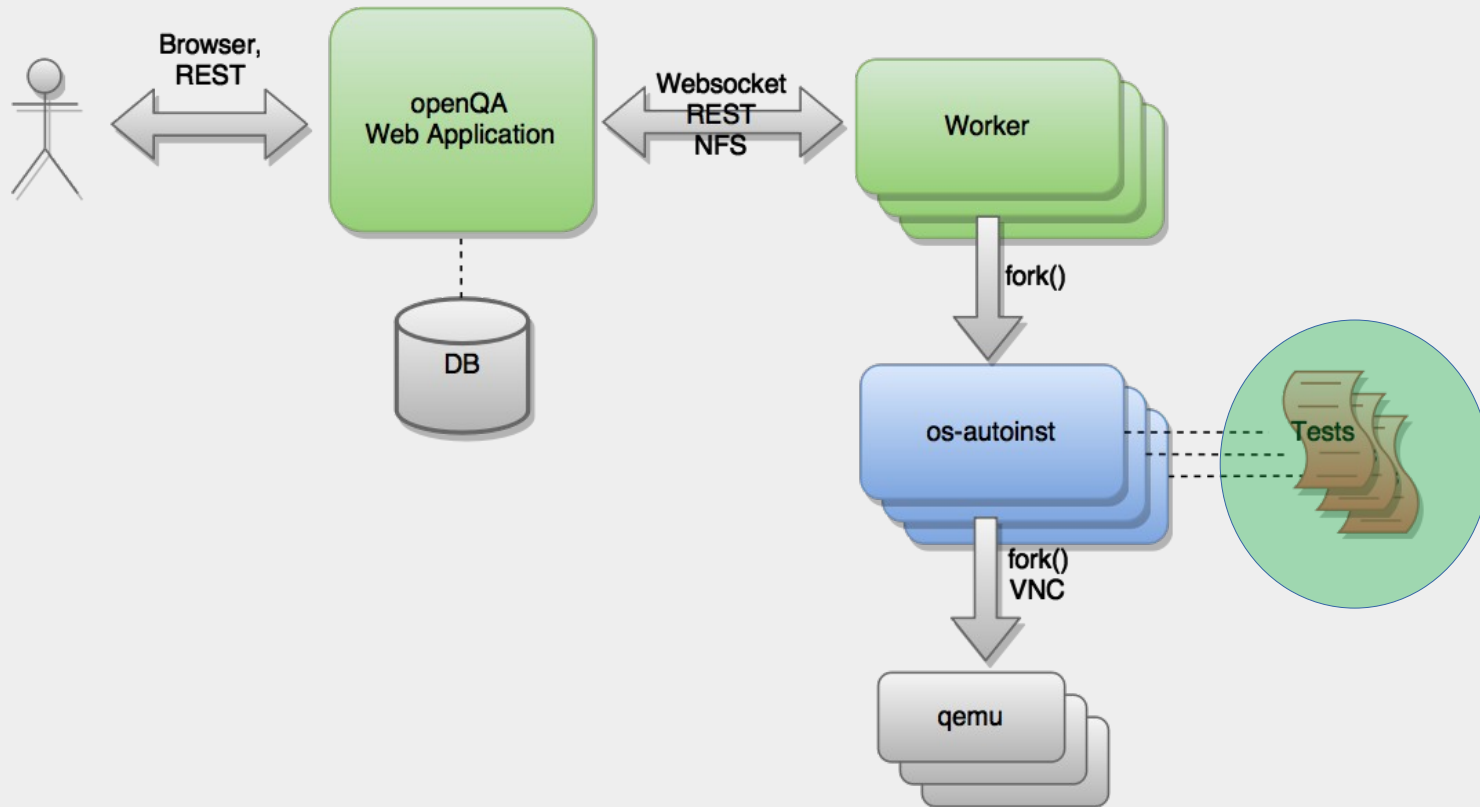 Browser,
REST
openQA
Web Application
Websocket
REST
NFS
Worker
fork()
DB
os-autoinst
Tests
fork()
VNC
qemu